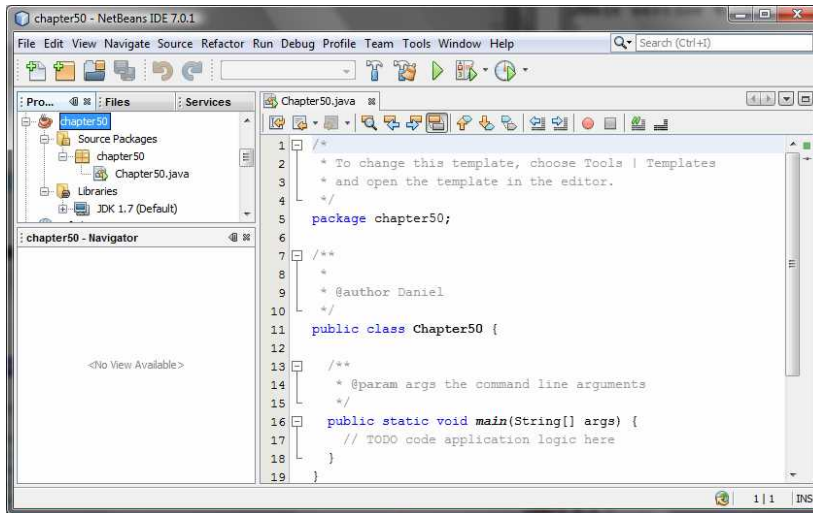 chapter50 - NetBeans IDE 7.0.1
File Edit View Navigate Source Refactor Run Debug Profile Team Tools Window Help
Search (Ctrl+I)
Pro... Files Services
chapter50
Source Packages
chapter50
Chapter50.java
Libraries
JDK 1.7 (Default)
chapter50 - Navigator
<No View Available>
Chapter50.java
1 /*
2 * To change this template, choose Tools | Templates
3 * and open the template in the editor.
4 */
5 package chapter50;
6
7 /**
8 *
9 * @author Daniel
10 */
11 public class Chapter50 {
12
13 /**
14 * @param args the command line arguments
15 */
16 public static void main(String[] args) {
17 // TODO code application logic here
18 }
19 }
1 | 1 INS